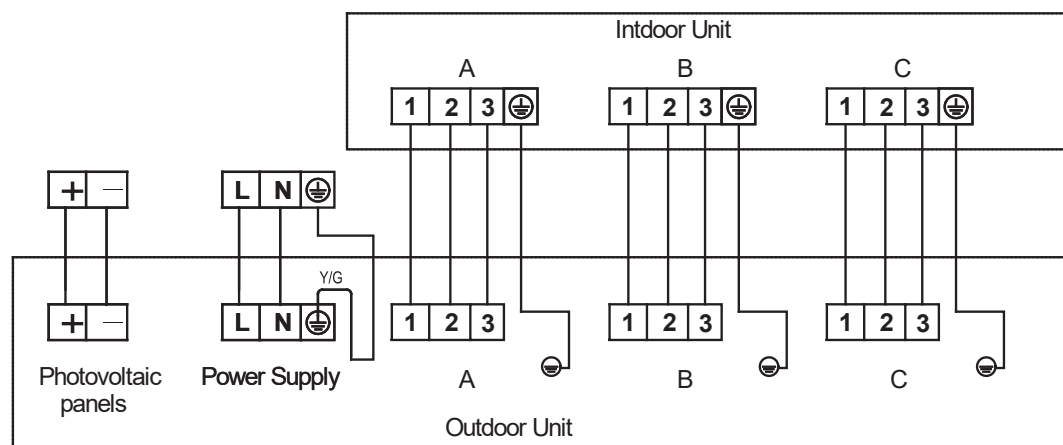 Intdoor Unit
A B C
1 2 3 1 2 3 1 2 3
+ − L N
Y/G
+ − L N 1 2 3 1 2 3 1 2 3
Photovoltaic
panels
Power Supply
A B C
Outdoor Unit